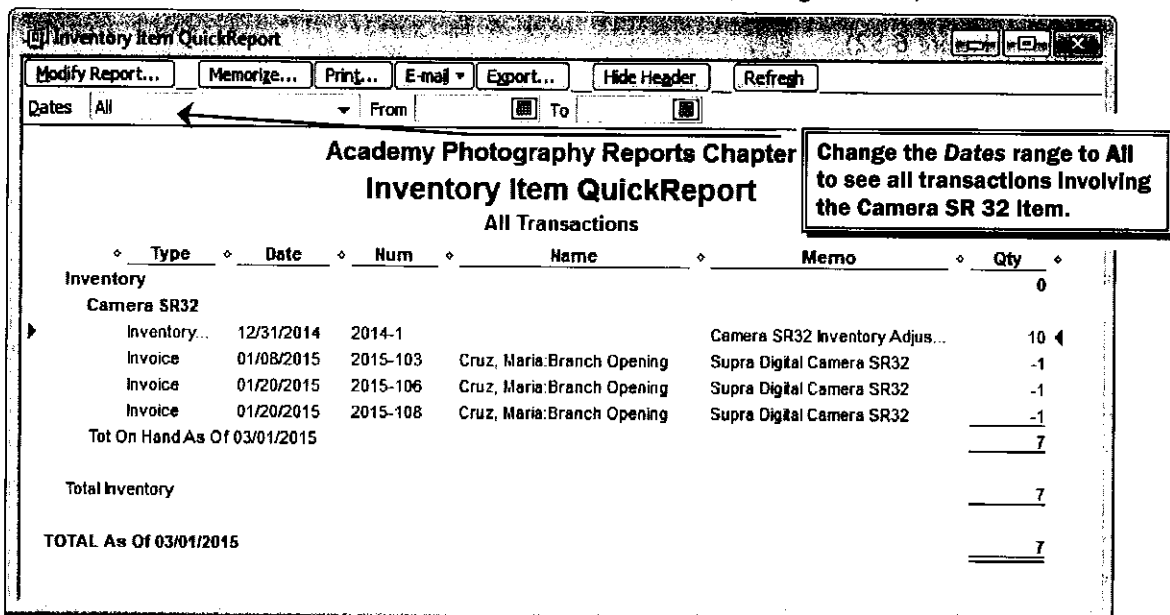 Inventory Item QuickReport
Modify Report... Memorize... Print... E-mail Export... Hide Header Refresh
Dates All From To
Academy Photography Reports Chapter
Inventory Item QuickReport
All Transactions
Change the Dates range to All
to see all transactions involving
the Camera SR 32 item.
Type Date Num Name Memo Qty
Inventory 0
Camera SR32
Inventory... 12/31/2014 2014-1 Camera SR32 Inventory Adjus... 10
Invoice 01/08/2015 2015-103 Cruz, Maria:Branch Opening Supra Digital Camera SR32 -1
Invoice 01/20/2015 2015-106 Cruz, Maria:Branch Opening Supra Digital Camera SR32 -1
Invoice 01/20/2015 2015-108 Cruz, Maria:Branch Opening Supra Digital Camera SR32 -1
Tot On Hand As Of 03/01/2015 7
Total Inventory 7
TOTAL As Of 03/01/2015 7